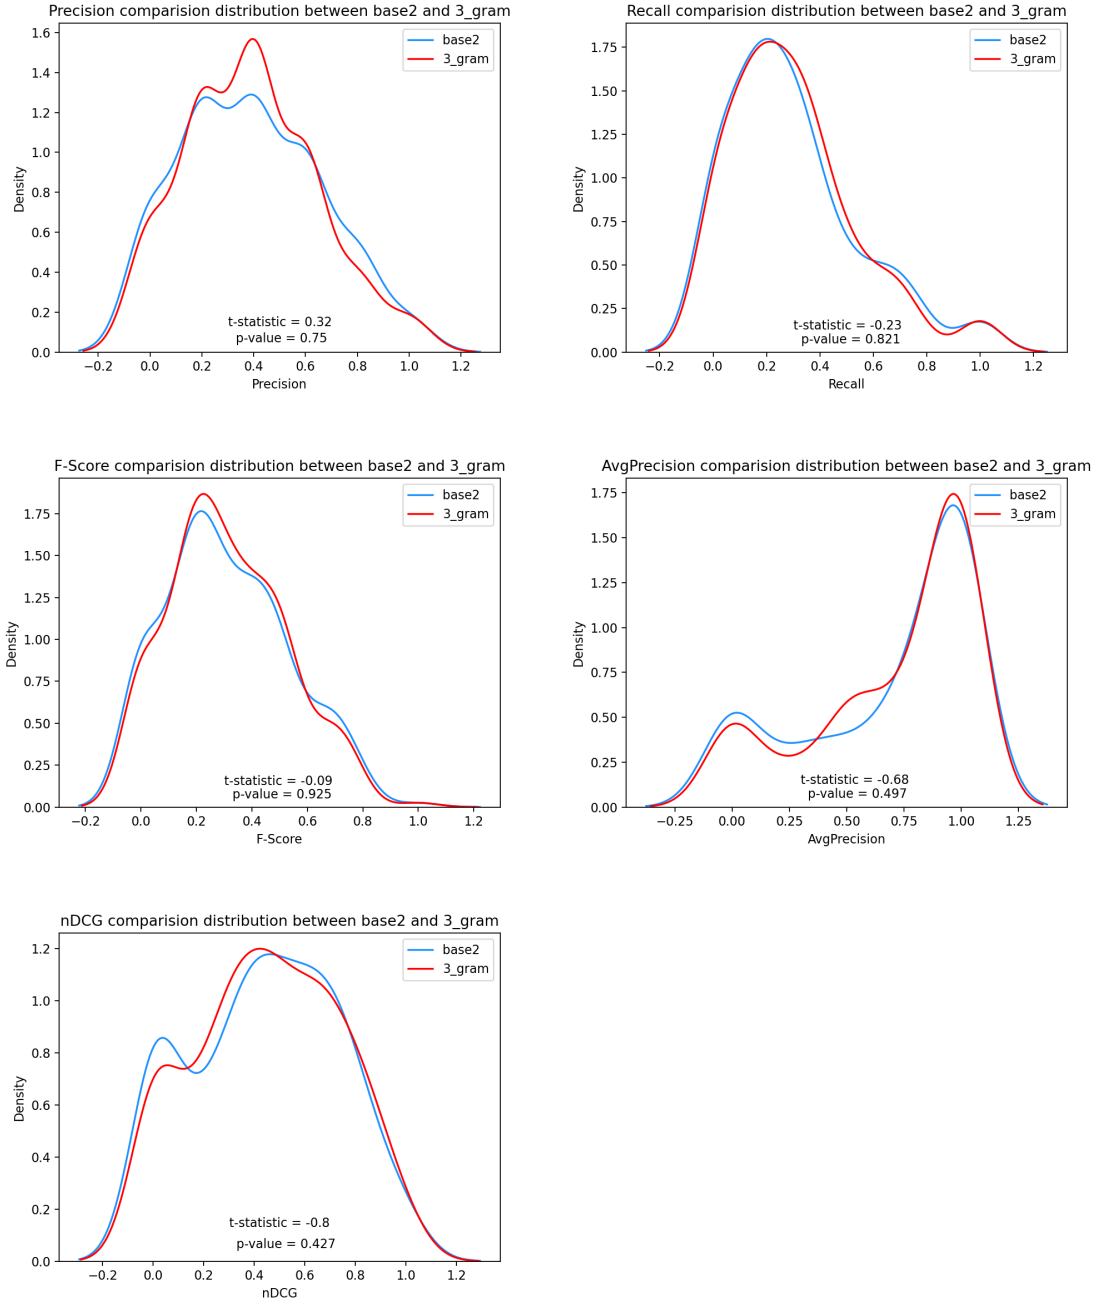 Precision comparision distribution between base2 and 3_gram
1.6
1.4
1.2
1.0
0.8
0.6
0.4
0.2
0.0
Density
base2
3_gram
t-statistic = 0.32
p-value = 0.75
−0.2 0.0 0.2 0.4 0.6 0.8 1.0 1.2
Precision
Recall comparision distribution between base2 and 3_gram
1.75
1.50
1.25
1.00
0.75
0.50
0.25
0.00
Density
base2
3_gram
t-statistic = -0.23
p-value = 0.821
−0.2 0.0 0.2 0.4 0.6 0.8 1.0 1.2
Recall
F-Score comparision distribution between base2 and 3_gram
1.75
1.50
1.25
1.00
0.75
0.50
0.25
0.00
Density
base2
3_gram
t-statistic = -0.09
p-value = 0.925
−0.2 0.0 0.2 0.4 0.6 0.8 1.0 1.2
F-Score
AvgPrecision comparision distribution between base2 and 3_gram
1.75
1.50
1.25
1.00
0.75
0.50
0.25
0.00
Density
base2
3_gram
t-statistic = -0.68
p-value = 0.497
−0.25 0.00 0.25 0.50 0.75 1.00 1.25
AvgPrecision
nDCG comparision distribution between base2 and 3_gram
1.2
1.0
0.8
0.6
0.4
0.2
0.0
Density
base2
3_gram
t-statistic = -0.8
p-value = 0.427
−0.2 0.0 0.2 0.4 0.6 0.8 1.0 1.2
nDCG